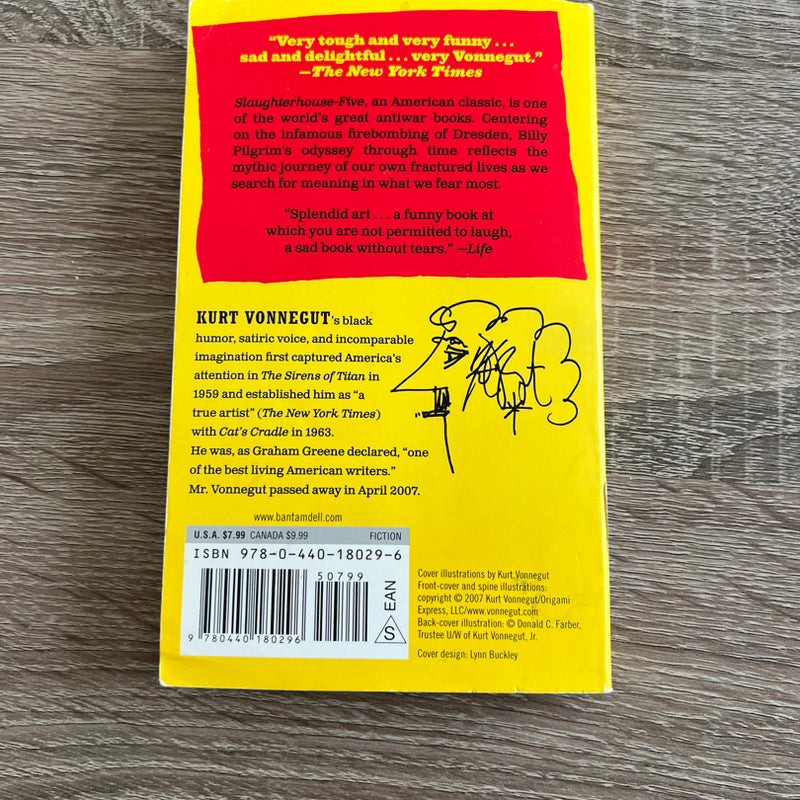 “Very tough and very funny . . .
sad and delightful . . . very Vonnegut.”
—The New York Times
Slaughterhouse-Five, an American classic, is one
of the world's great antiwar books. Centering
on the infamous firebombing of Dresden, Billy
Pilgrim's odyssey through time reflects the
mythic journey of our own fractured lives as we
search for meaning in what we fear most.
“Splendid art . . . a funny book at
which you are not permitted to laugh,
a sad book without tears.” —Life
KURT VONNEGUT's black
humor, satiric voice, and incomparable
imagination first captured America's
attention in The Sirens of Titan in
1959 and established him as “a
true artist” (The New York Times)
with Cat's Cradle in 1963.
He was, as Graham Greene declared, “one
of the best living American writers.”
Mr. Vonnegut passed away in April 2007.
www.bantamdell.com
U.S.A. $7.99 CANADA $9.99 FICTION
ISBN 978-0-440-18029-6
50799
9 780440 180296
EAN
S
Cover illustrations by Kurt Vonnegut
Front-cover and spine illustrations:
copyright © 2007 Kurt Vonnegut/Origami
Express, LLC/www.vonnegut.com
Back-cover illustration: © Donald C. Farber,
Trustee U/W of Kurt Vonnegut, Jr.
Cover design: Lynn Buckley